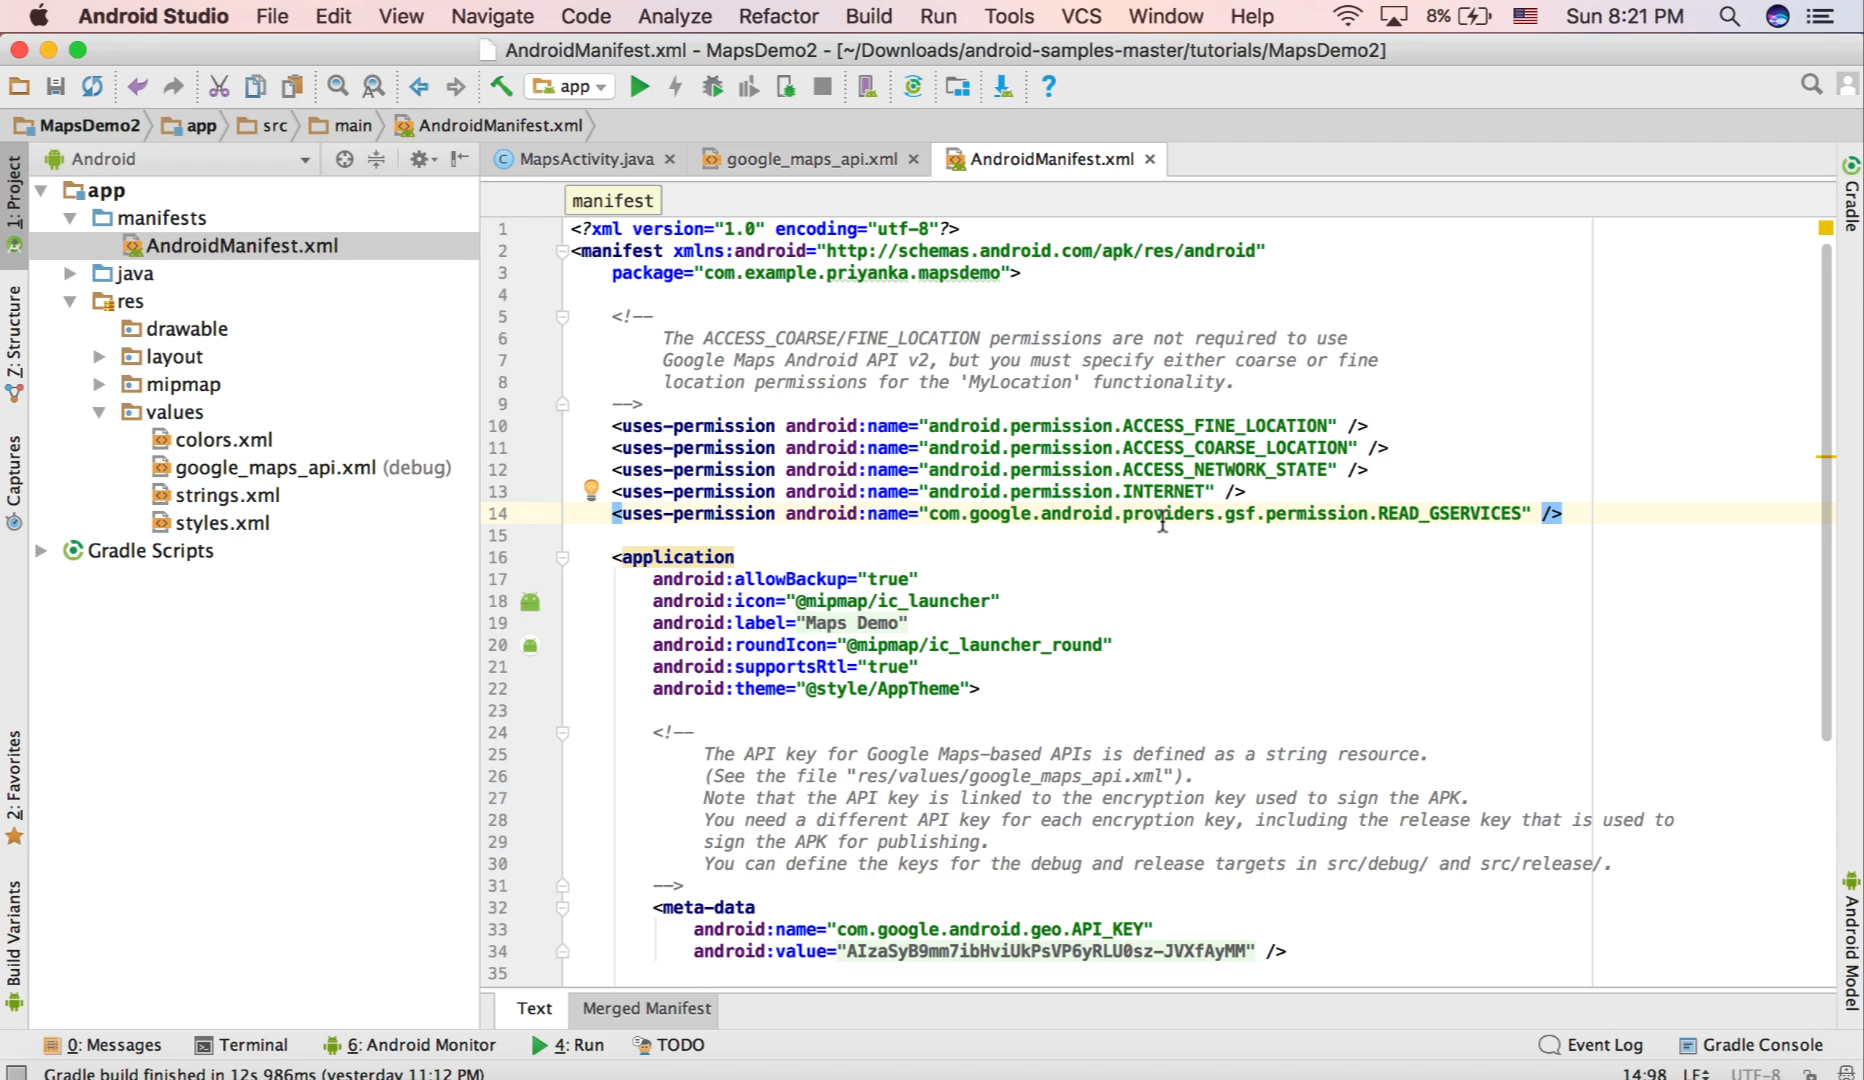 Android Studio File Edit View Navigate Code Analyze Refactor Build Run Tools VCS Window Help 8% Sun 8:21 PM
AndroidManifest.xml - MapsDemo2 - [~/Downloads/android-samples-master/tutorials/MapsDemo2]
app
MapsDemo2 app src main AndroidManifest.xml
Android
MapsActivity.java google_maps_api.xml AndroidManifest.xml
1: Project
Z: Structure
Captures
2: Favorites
Build Variants
app
manifests
AndroidManifest.xml
java
res
drawable
layout
mipmap
values
colors.xml
google_maps_api.xml (debug)
strings.xml
styles.xml
Gradle Scripts
manifest
1 <?xml version="1.0" encoding="utf-8"?>
2 <manifest xmlns:android="http://schemas.android.com/apk/res/android"
3 package="com.example.priyanka.mapsdemo">
4
5 <!--
6 The ACCESS_COARSE/FINE_LOCATION permissions are not required to use
7 Google Maps Android API v2, but you must specify either coarse or fine
8 location permissions for the 'MyLocation' functionality.
9 -->
10 <uses-permission android:name="android.permission.ACCESS_FINE_LOCATION" />
11 <uses-permission android:name="android.permission.ACCESS_COARSE_LOCATION" />
12 <uses-permission android:name="android.permission.ACCESS_NETWORK_STATE" />
13 <uses-permission android:name="android.permission.INTERNET" />
14 <uses-permission android:name="com.google.android.providers.gsf.permission.READ_GSERVICES" />
15
16 <application
17 android:allowBackup="true"
18 android:icon="@mipmap/ic_launcher"
19 android:label="Maps Demo"
20 android:roundIcon="@mipmap/ic_launcher_round"
21 android:supportsRtl="true"
22 android:theme="@style/AppTheme">
23
24 <!--
25 The API key for Google Maps-based APIs is defined as a string resource.
26 (See the file "res/values/google_maps_api.xml").
27 Note that the API key is linked to the encryption key used to sign the APK.
28 You need a different API key for each encryption key, including the release key that is used to
29 sign the APK for publishing.
30 You can define the keys for the debug and release targets in src/debug/ and src/release/.
31 -->
32 <meta-data
33 android:name="com.google.android.geo.API_KEY"
34 android:value="AIzaSyB9mm7ibHviUkPsVP6yRLU0sz-JVXfAyMM" />
35
Gradle
Android Model
Text Merged Manifest
0: Messages Terminal 6: Android Monitor 4: Run TODO Event Log Gradle Console
Gradle build finished in 12s 986ms (yesterday 11:12 PM) 14:98 LF UTF-8